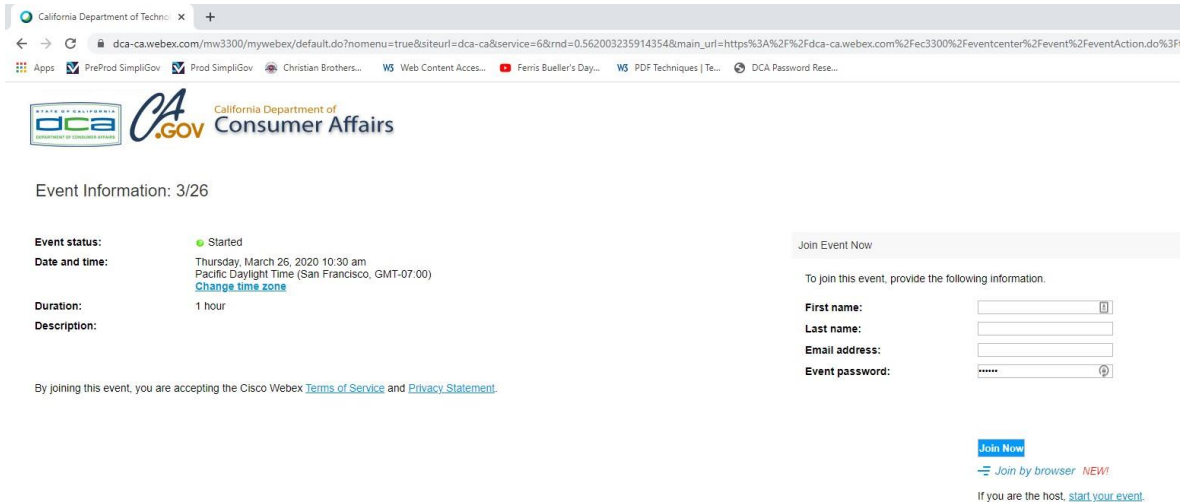 California Department of Techno
dca-ca.webex.com/mw3300/mywebex/default.do?nomenu=true&siteurl=dca-ca&service=6&rnd=0.562003235914354&main_url=https%3A%2F%2Fdca-ca.webex.com%2Fec3300%2Feventcenter%2Fevent%2FeventAction.do%3Ft
Apps PreProd SimpliGov Prod SimpliGov Christian Brothers... Web Content Acces... Ferris Bueller's Day... PDF Techniques | Te... DCA Password Rese...
STATE OF CALIFORNIA
dca
DEPARTMENT OF CONSUMER AFFAIRS
CA.GOV
California Department of
Consumer Affairs
Event Information: 3/26
Event status: Started
Date and time: Thursday, March 26, 2020 10:30 am
Pacific Daylight Time (San Francisco, GMT-07:00)
Change time zone
Duration: 1 hour
Description:
By joining this event, you are accepting the Cisco Webex Terms of Service and Privacy Statement.
Join Event Now
To join this event, provide the following information.
First name:
Last name:
Email address:
Event password: ••••••
Join Now
Join by browser NEW!
If you are the host, start your event.